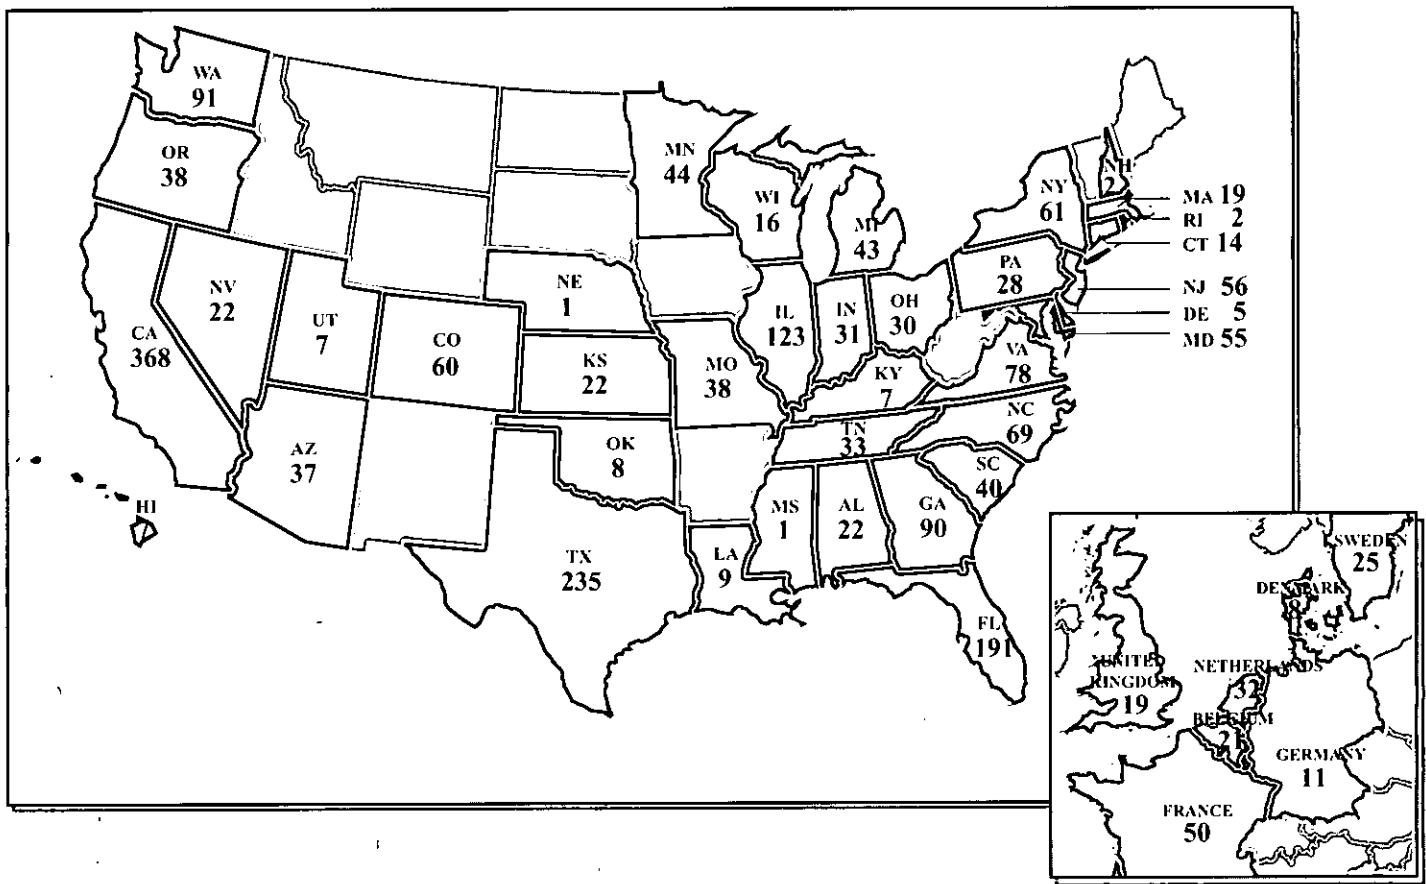 WA
91
OR
38
CA
368
NV
22
UT
7
AZ
37
CO
60
NE
1
KS
22
OK
8
TX
235
MN
44
WI
16
MI
43
IL
123
IN
31
OH
30
MO
38
KY
7
TN
33
MS
1
AL
22
GA
90
LA
9
FL
191
SC
40
NC
69
VA
78
PA
28
NY
61
NH
2
MA 19
RI 2
CT 14
NJ 56
DE 5
MD 55
HI
1
SWEDEN
25
DENMARK
8
UNITED
KINGDOM
19
NETHERLANDS
32
BELGIUM
21
GERMANY
11
FRANCE
50